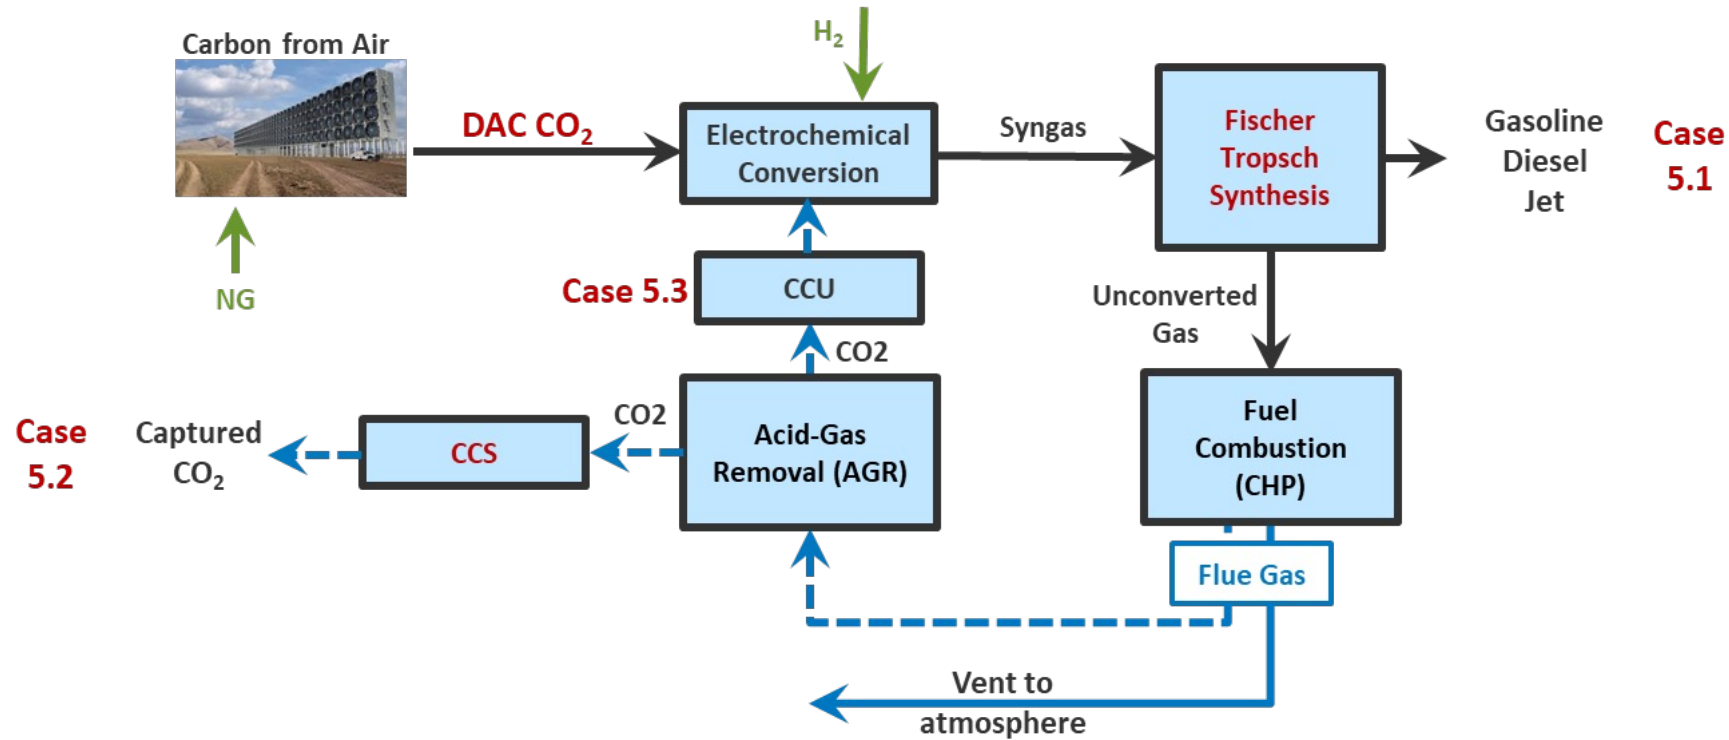 Carbon from Air
H₂
DAC CO₂
Electrochemical
Conversion
Syngas
Fischer
Tropsch
Synthesis
Gasoline
Diesel
Jet
Case
5.1
NG
Case 5.3
CCU
Unconverted
Gas
CO2
Case
5.2
Captured
CO₂
CCS
CO2
Acid-Gas
Removal (AGR)
Fuel
Combustion
(CHP)
Flue Gas
Vent to
atmosphere